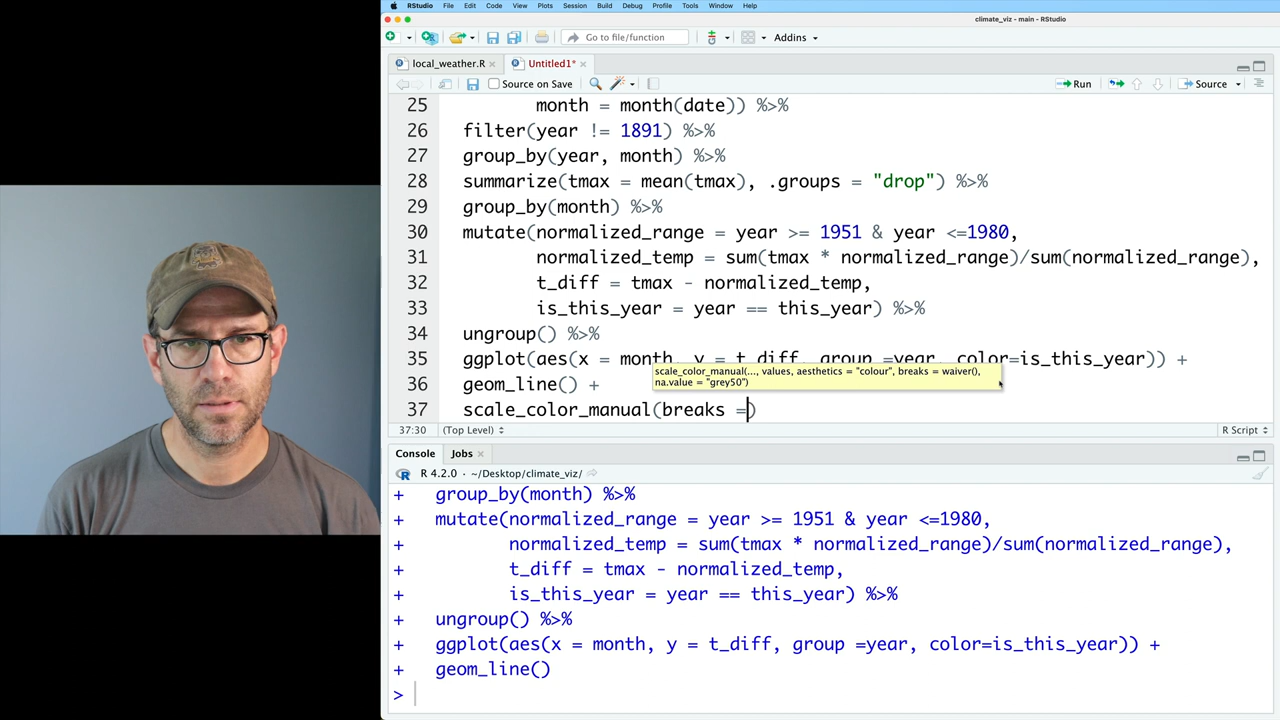 RStudio File Edit Code View Plots Session Build Debug Profile Tools Window Help
climate_viz - main - RStudio
Go to file/function Addins
local_weather.R Untitled1*
Source on Save Run Source
25 month = month(date)) %>%
26 filter(year != 1891) %>%
27 group_by(year, month) %>%
28 summarize(tmax = mean(tmax), .groups = "drop") %>%
29 group_by(month) %>%
30 mutate(normalized_range = year >= 1951 & year <=1980,
31 normalized_temp = sum(tmax * normalized_range)/sum(normalized_range),
32 t_diff = tmax - normalized_temp,
33 is_this_year = year == this_year) %>%
34 ungroup() %>%
35 ggplot(aes(x = month, y = t_diff, group =year, color=is_this_year)) +
scale_color_manual(..., values, aesthetics = "colour", breaks = waiver(),
na.value = "grey50")
36 geom_line() +
37 scale_color_manual(breaks =)
37:30 (Top Level) R Script
Console Jobs
R 4.2.0 · ~/Desktop/climate_viz/
+ group_by(month) %>%
+ mutate(normalized_range = year >= 1951 & year <=1980,
+ normalized_temp = sum(tmax * normalized_range)/sum(normalized_range),
+ t_diff = tmax - normalized_temp,
+ is_this_year = year == this_year) %>%
+ ungroup() %>%
+ ggplot(aes(x = month, y = t_diff, group =year, color=is_this_year)) +
+ geom_line()
>